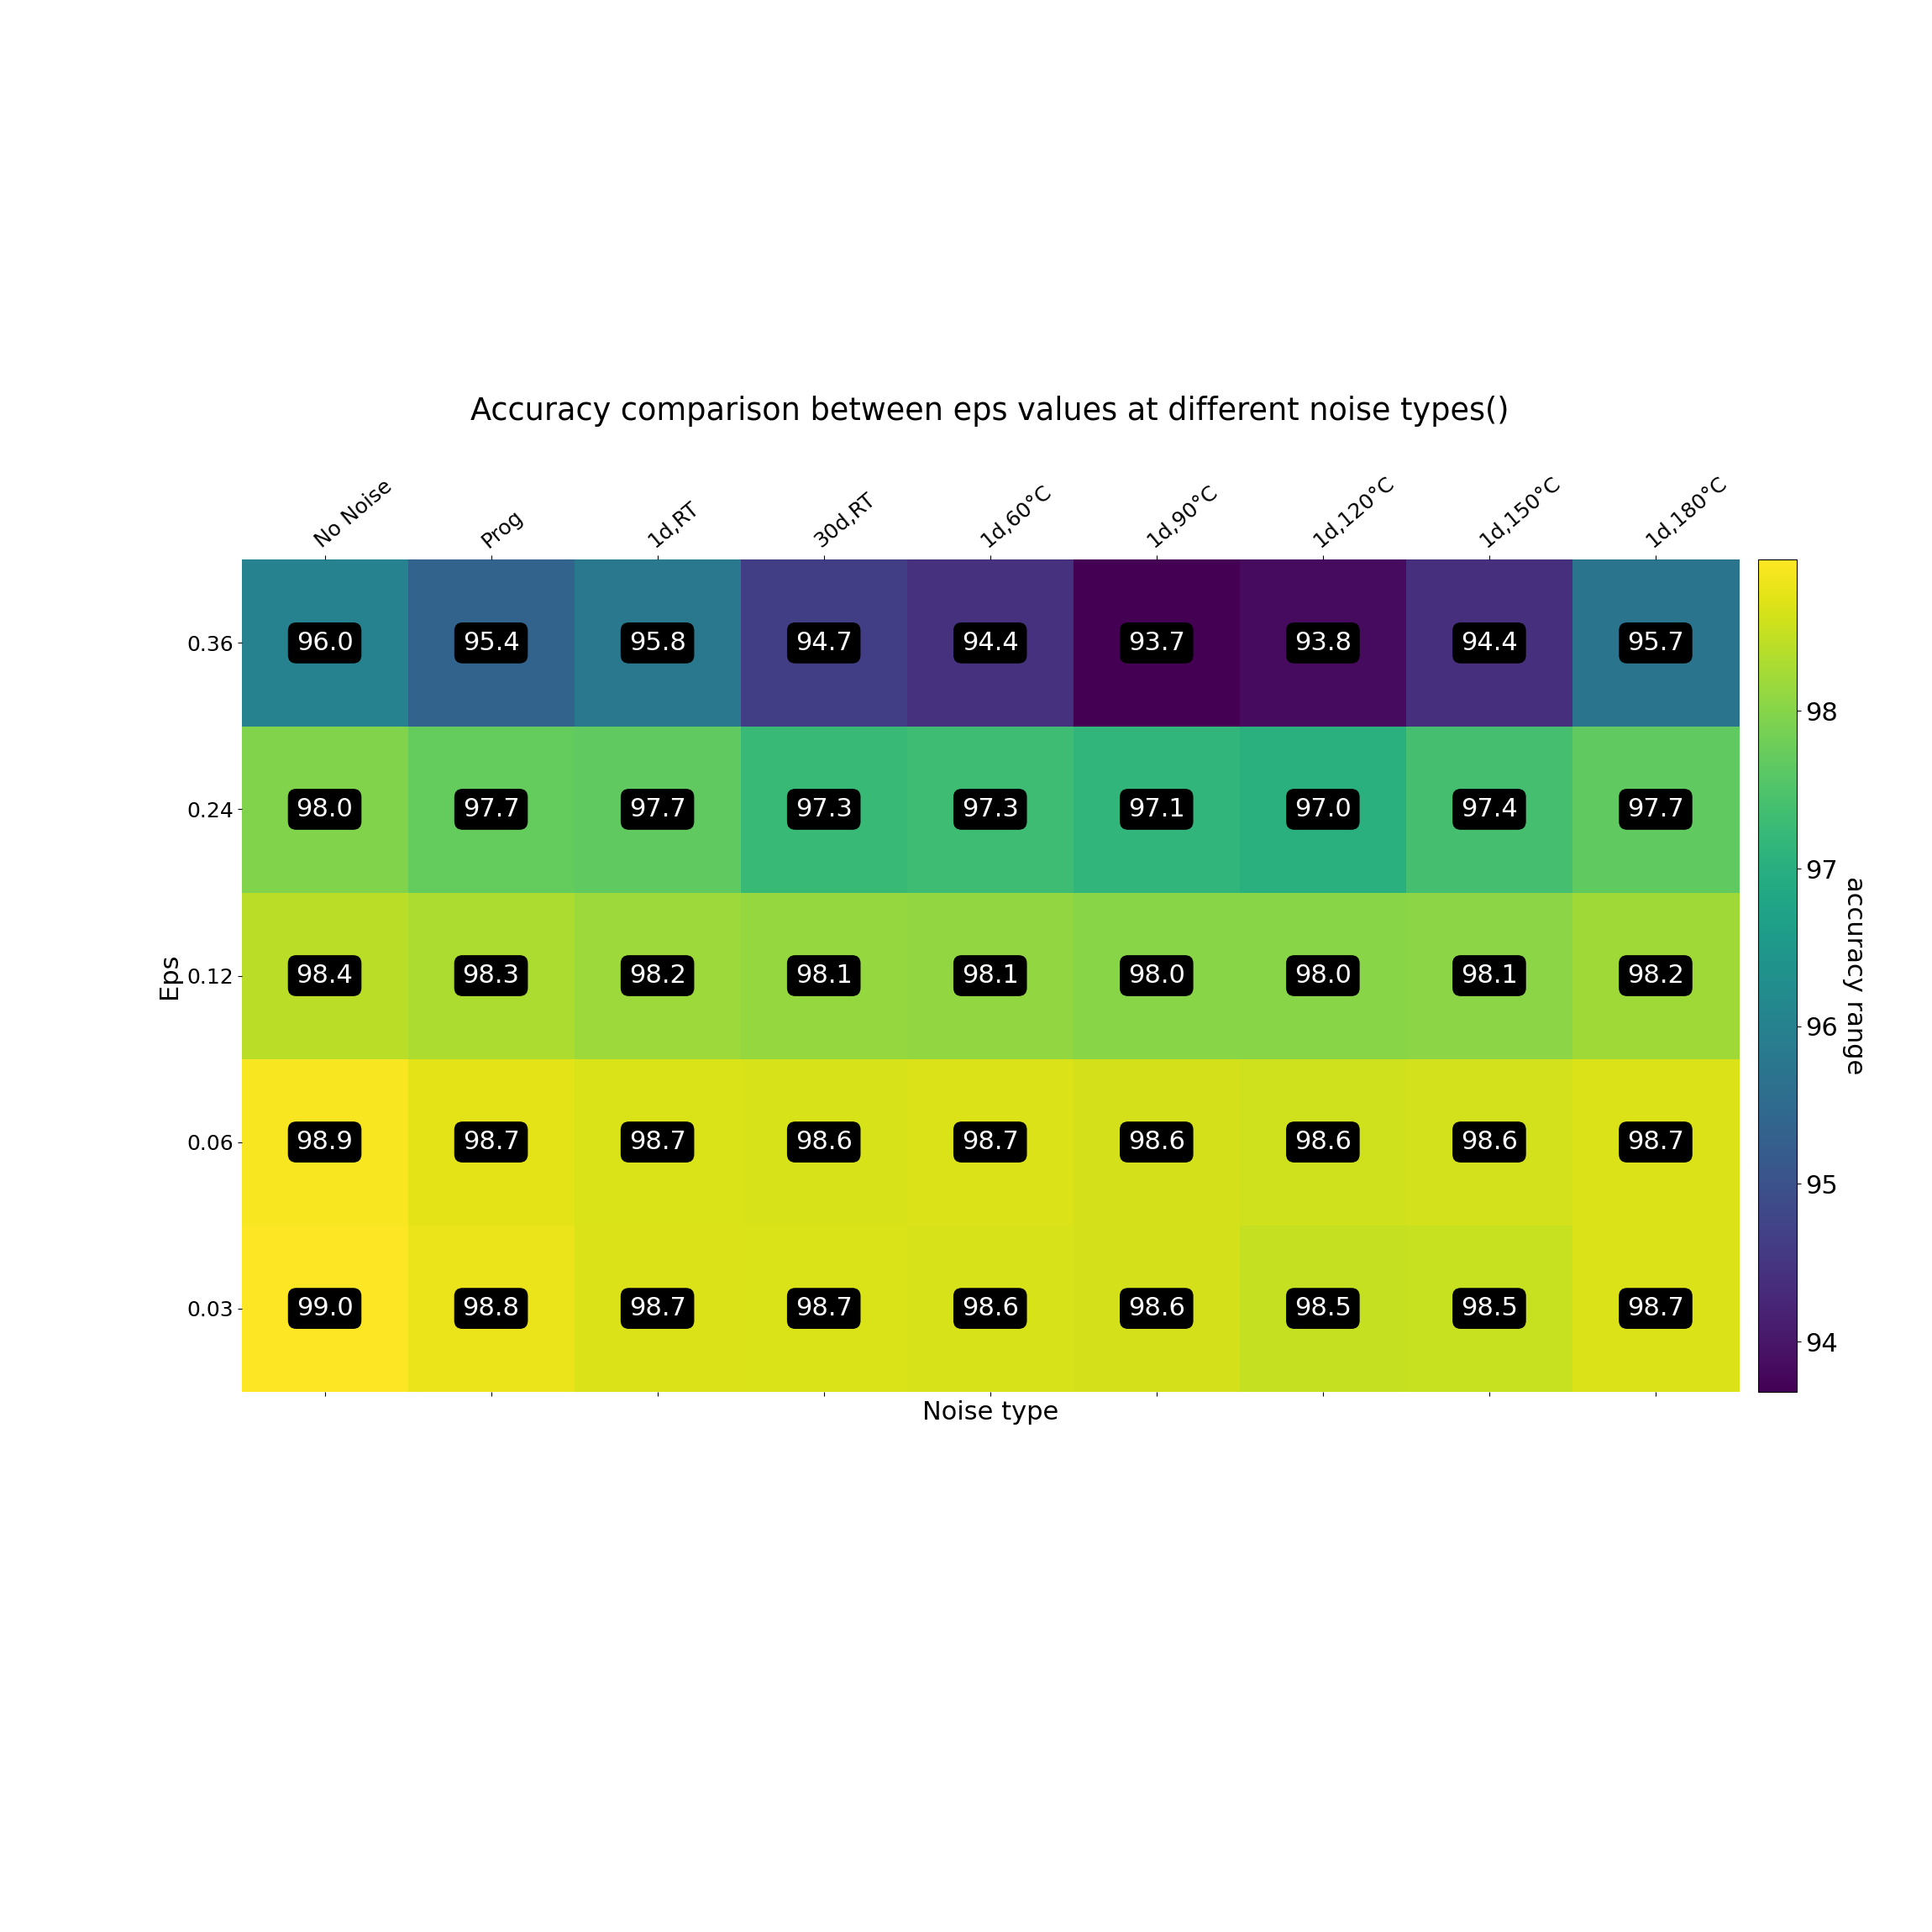 Accuracy comparison between eps values at different noise types()
No Noise Prog 1d,RT 30d,RT 1d,60°C 1d,90°C 1d,120°C 1d,150°C 1d,180°C
0.36 96.0 95.4 95.8 94.7 94.4 93.7 93.8 94.4 95.7
0.24 98.0 97.7 97.7 97.3 97.3 97.1 97.0 97.4 97.7
0.12 98.4 98.3 98.2 98.1 98.1 98.0 98.0 98.1 98.2
0.06 98.9 98.7 98.7 98.6 98.7 98.6 98.6 98.6 98.7
0.03 99.0 98.8 98.7 98.7 98.6 98.6 98.5 98.5 98.7
Eps
Noise type
98
97
96
95
94
accuracy range